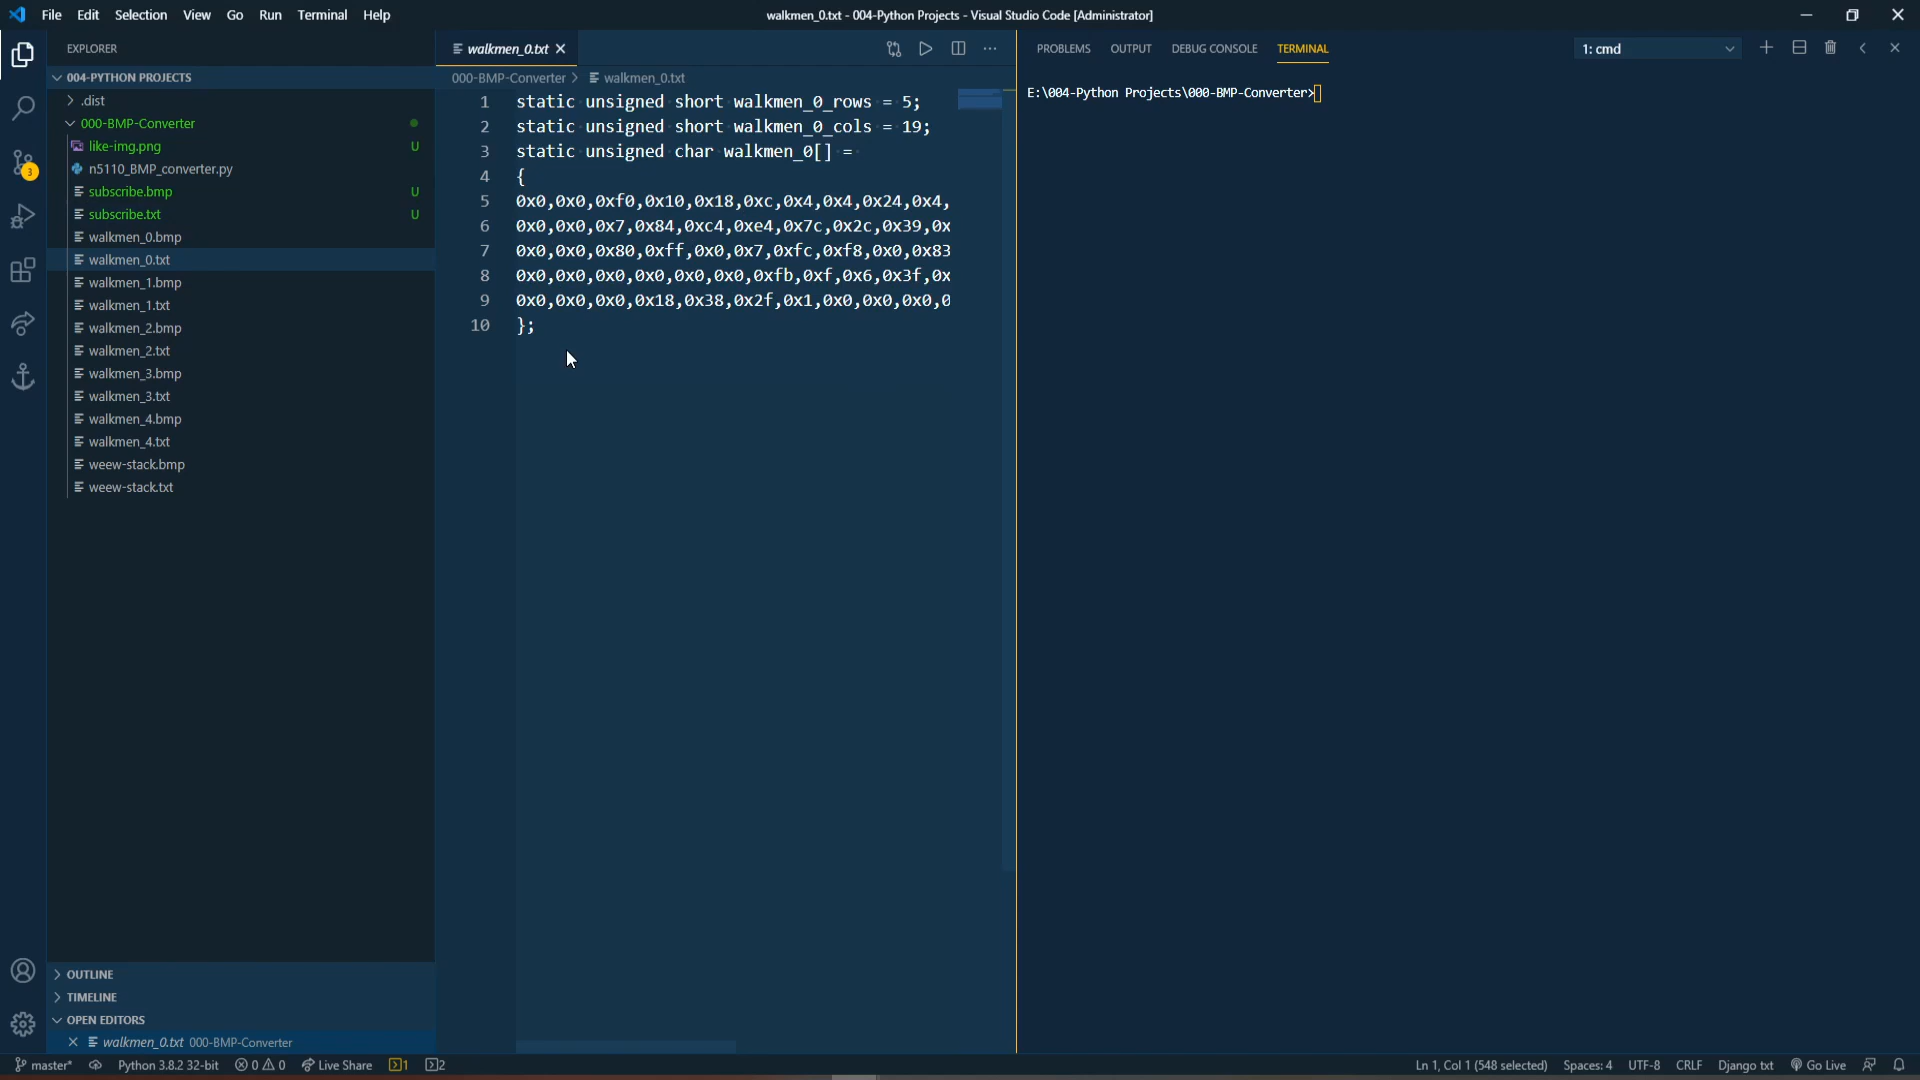 File Edit Selection View Go Run Terminal Help
walkmen_0.txt - 004-Python Projects - Visual Studio Code [Administrator]
EXPLORER
004-PYTHON PROJECTS
.dist
000-BMP-Converter
like-img.png U
n5110_BMP_converter.py
subscribe.bmp U
subscribe.txt U
walkmen_0.bmp
walkmen_0.txt
walkmen_1.bmp
walkmen_1.txt
walkmen_2.bmp
walkmen_2.txt
walkmen_3.bmp
walkmen_3.txt
walkmen_4.bmp
walkmen_4.txt
weew-stack.bmp
weew-stack.txt
3
OUTLINE
TIMELINE
OPEN EDITORS
walkmen_0.txt 000-BMP-Converter
walkmen_0.txt
000-BMP-Converter > walkmen_0.txt
1 static unsigned short walkmen_0_rows = 5;
2 static unsigned short walkmen_0_cols = 19;
3 static unsigned char walkmen_0[] =
4 {
5 0x0,0x0,0xf0,0x10,0x18,0xc,0x4,0x4,0x24,0x4,
6 0x0,0x0,0x7,0x84,0xc4,0xe4,0x7c,0x2c,0x39,0x
7 0x0,0x0,0x80,0xff,0x0,0x7,0xfc,0xf8,0x0,0x83
8 0x0,0x0,0x0,0x0,0x0,0x0,0xfb,0xf,0x6,0x3f,0x
9 0x0,0x0,0x0,0x18,0x38,0x2f,0x1,0x0,0x0,0x0,0
10 };
PROBLEMS OUTPUT DEBUG CONSOLE TERMINAL
1: cmd
E:\004-Python Projects\000-BMP-Converter>
master* Python 3.8.2 32-bit 0 0 Live Share 1 2
Ln 1, Col 1 (548 selected) Spaces: 4 UTF-8 CRLF Django txt Go Live